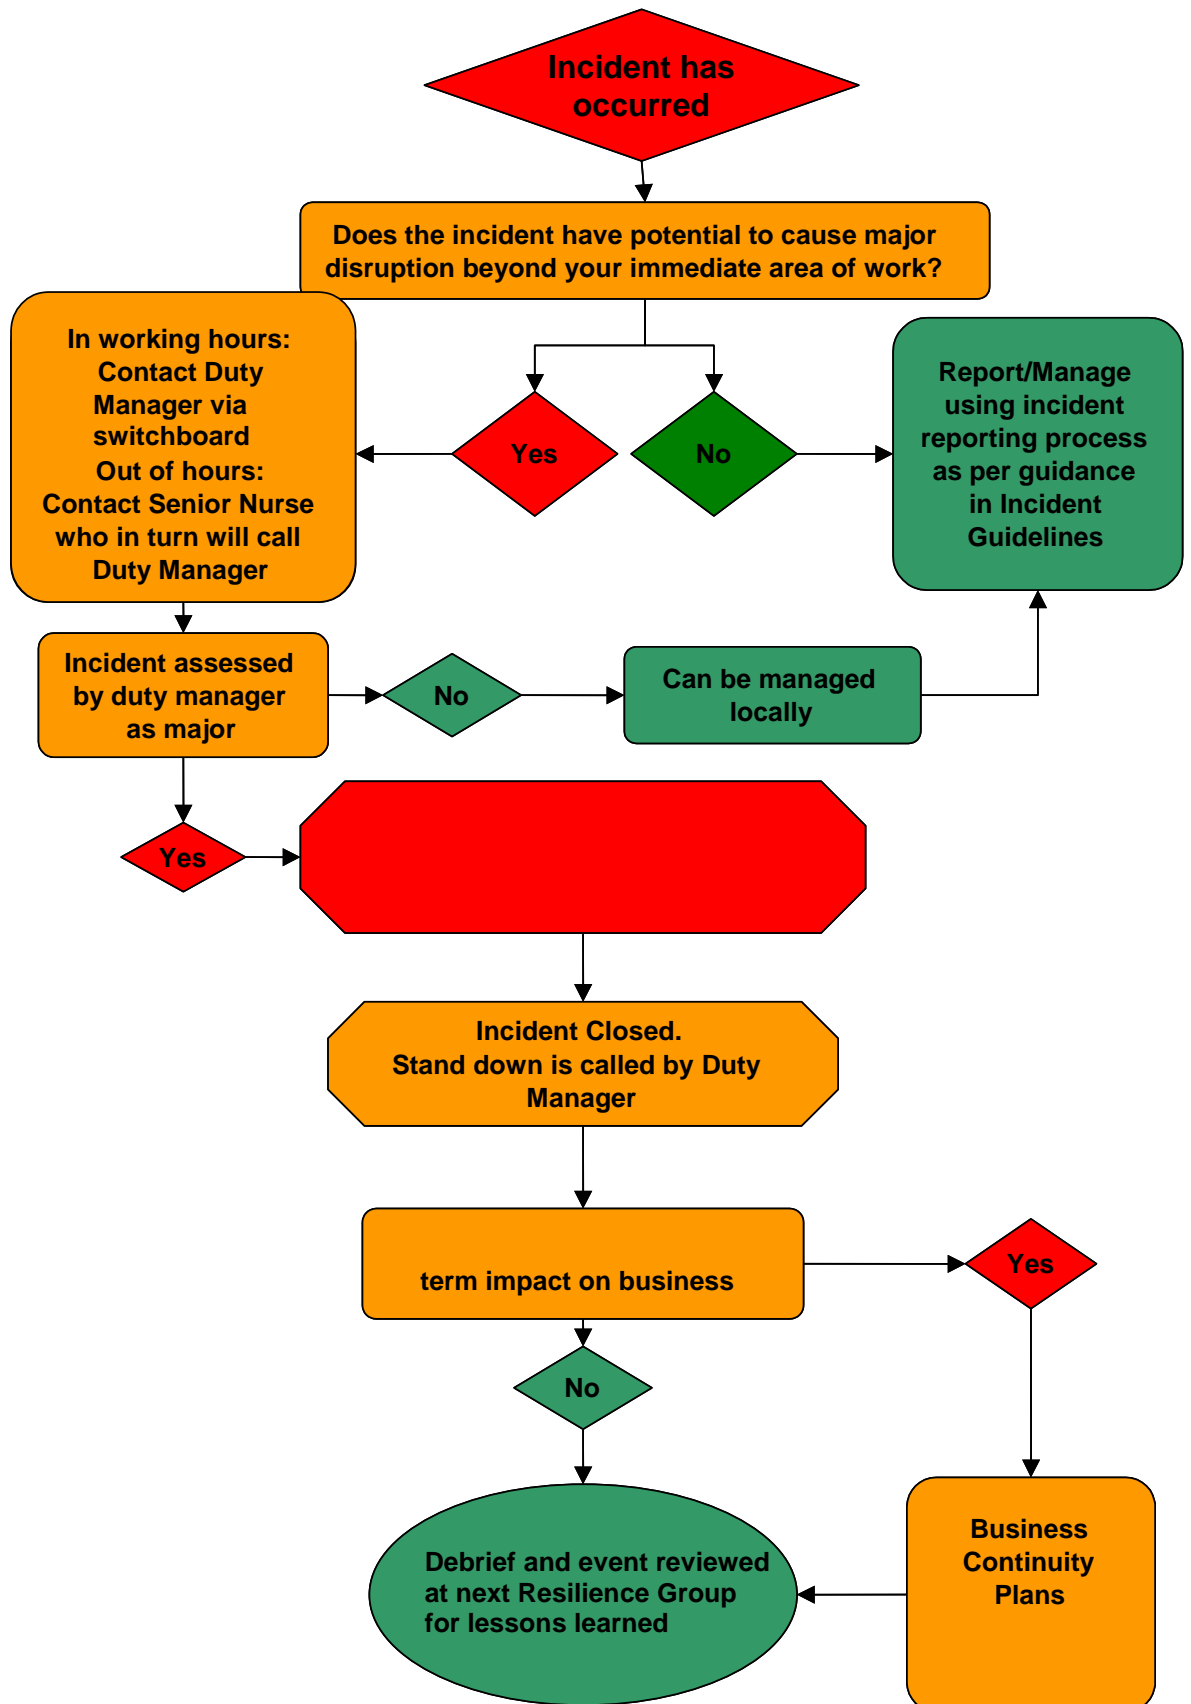 Incident has
occurred
Does the incident have potential to cause major
disruption beyond your immediate area of work?
In working hours:
Contact Duty
Manager via
switchboard
Out of hours:
Contact Senior Nurse
who in turn will call
Duty Manager
Yes
No
Report/Manage
using incident
reporting process
as per guidance
in Incident
Guidelines
Incident assessed
by duty manager
as major
No
Can be managed
locally
Yes
Incident Closed.
Stand down is called by Duty
Manager
term impact on business
Yes
No
Debrief and event reviewed
at next Resilience Group
for lessons learned
Business
Continuity
Plans